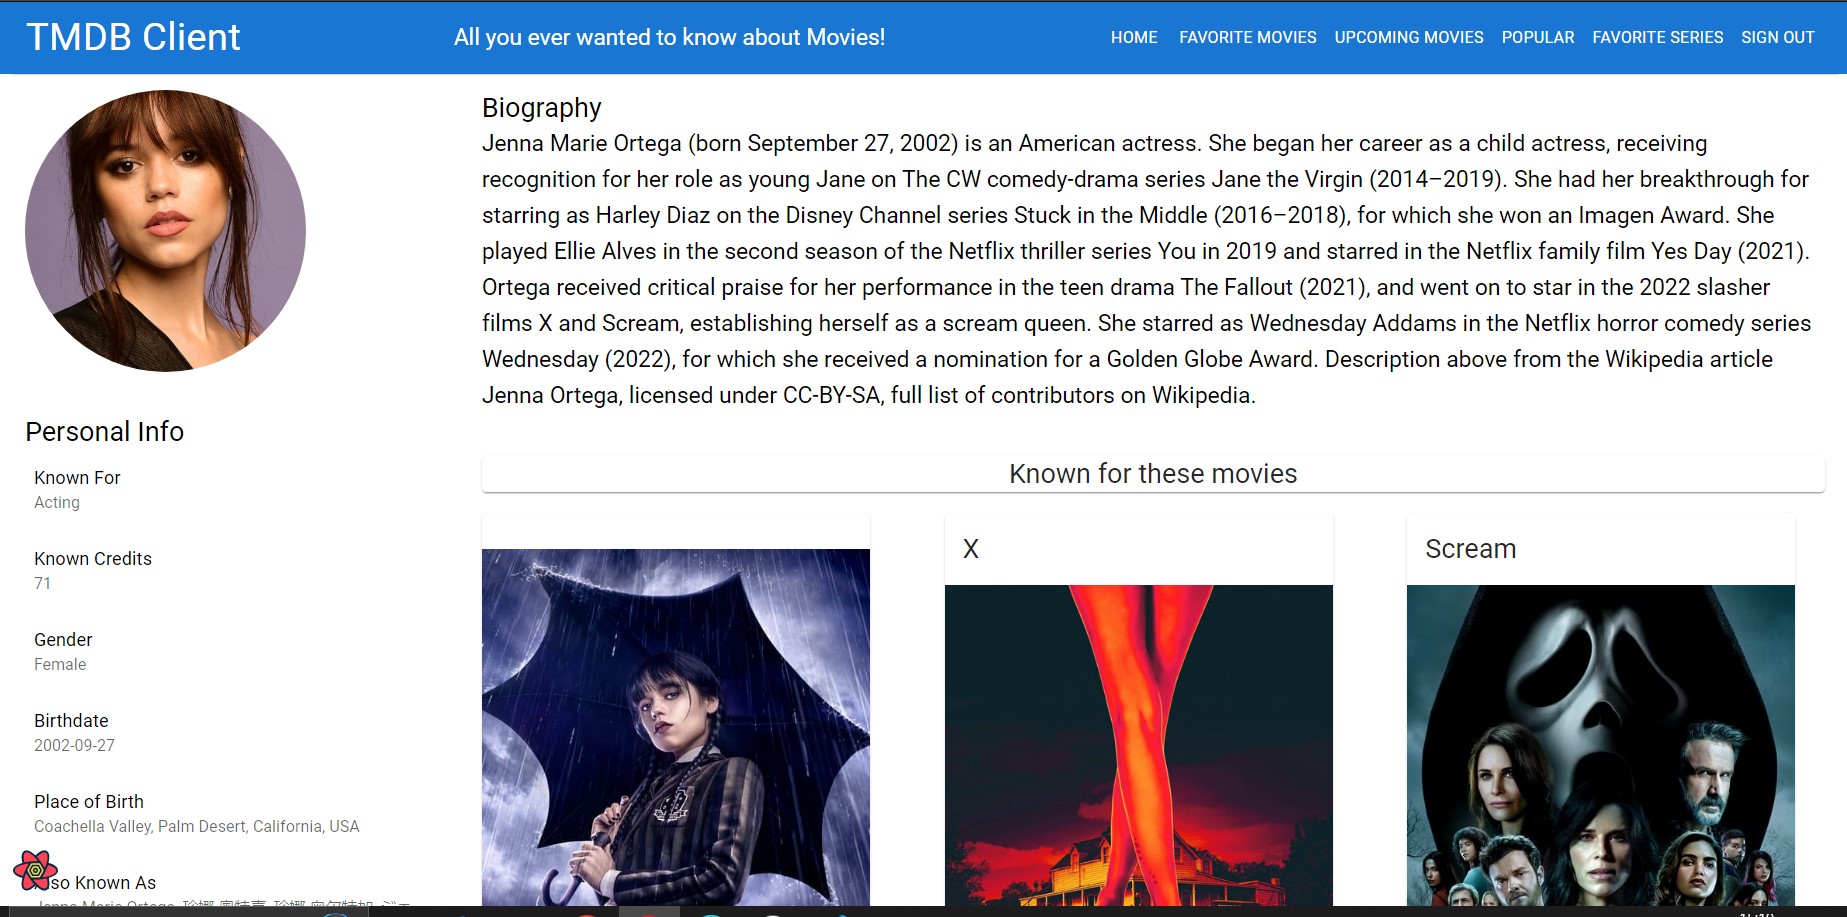 TMDB Client
All you ever wanted to know about Movies!
HOME FAVORITE MOVIES UPCOMING MOVIES POPULAR FAVORITE SERIES SIGN OUT
Biography
Jenna Marie Ortega (born September 27, 2002) is an American actress. She began her career as a child actress, receiving
recognition for her role as young Jane on The CW comedy-drama series Jane the Virgin (2014–2019). She had her breakthrough for
starring as Harley Diaz on the Disney Channel series Stuck in the Middle (2016–2018), for which she won an Imagen Award. She
played Ellie Alves in the second season of the Netflix thriller series You in 2019 and starred in the Netflix family film Yes Day (2021).
Ortega received critical praise for her performance in the teen drama The Fallout (2021), and went on to star in the 2022 slasher
films X and Scream, establishing herself as a scream queen. She starred as Wednesday Addams in the Netflix horror comedy series
Wednesday (2022), for which she received a nomination for a Golden Globe Award. Description above from the Wikipedia article
Jenna Ortega, licensed under CC-BY-SA, full list of contributors on Wikipedia.
Personal Info
Known For
Acting
Known Credits
71
Gender
Female
Birthdate
2002-09-27
Place of Birth
Coachella Valley, Palm Desert, California, USA
so Known As
Known for these movies
X
Scream